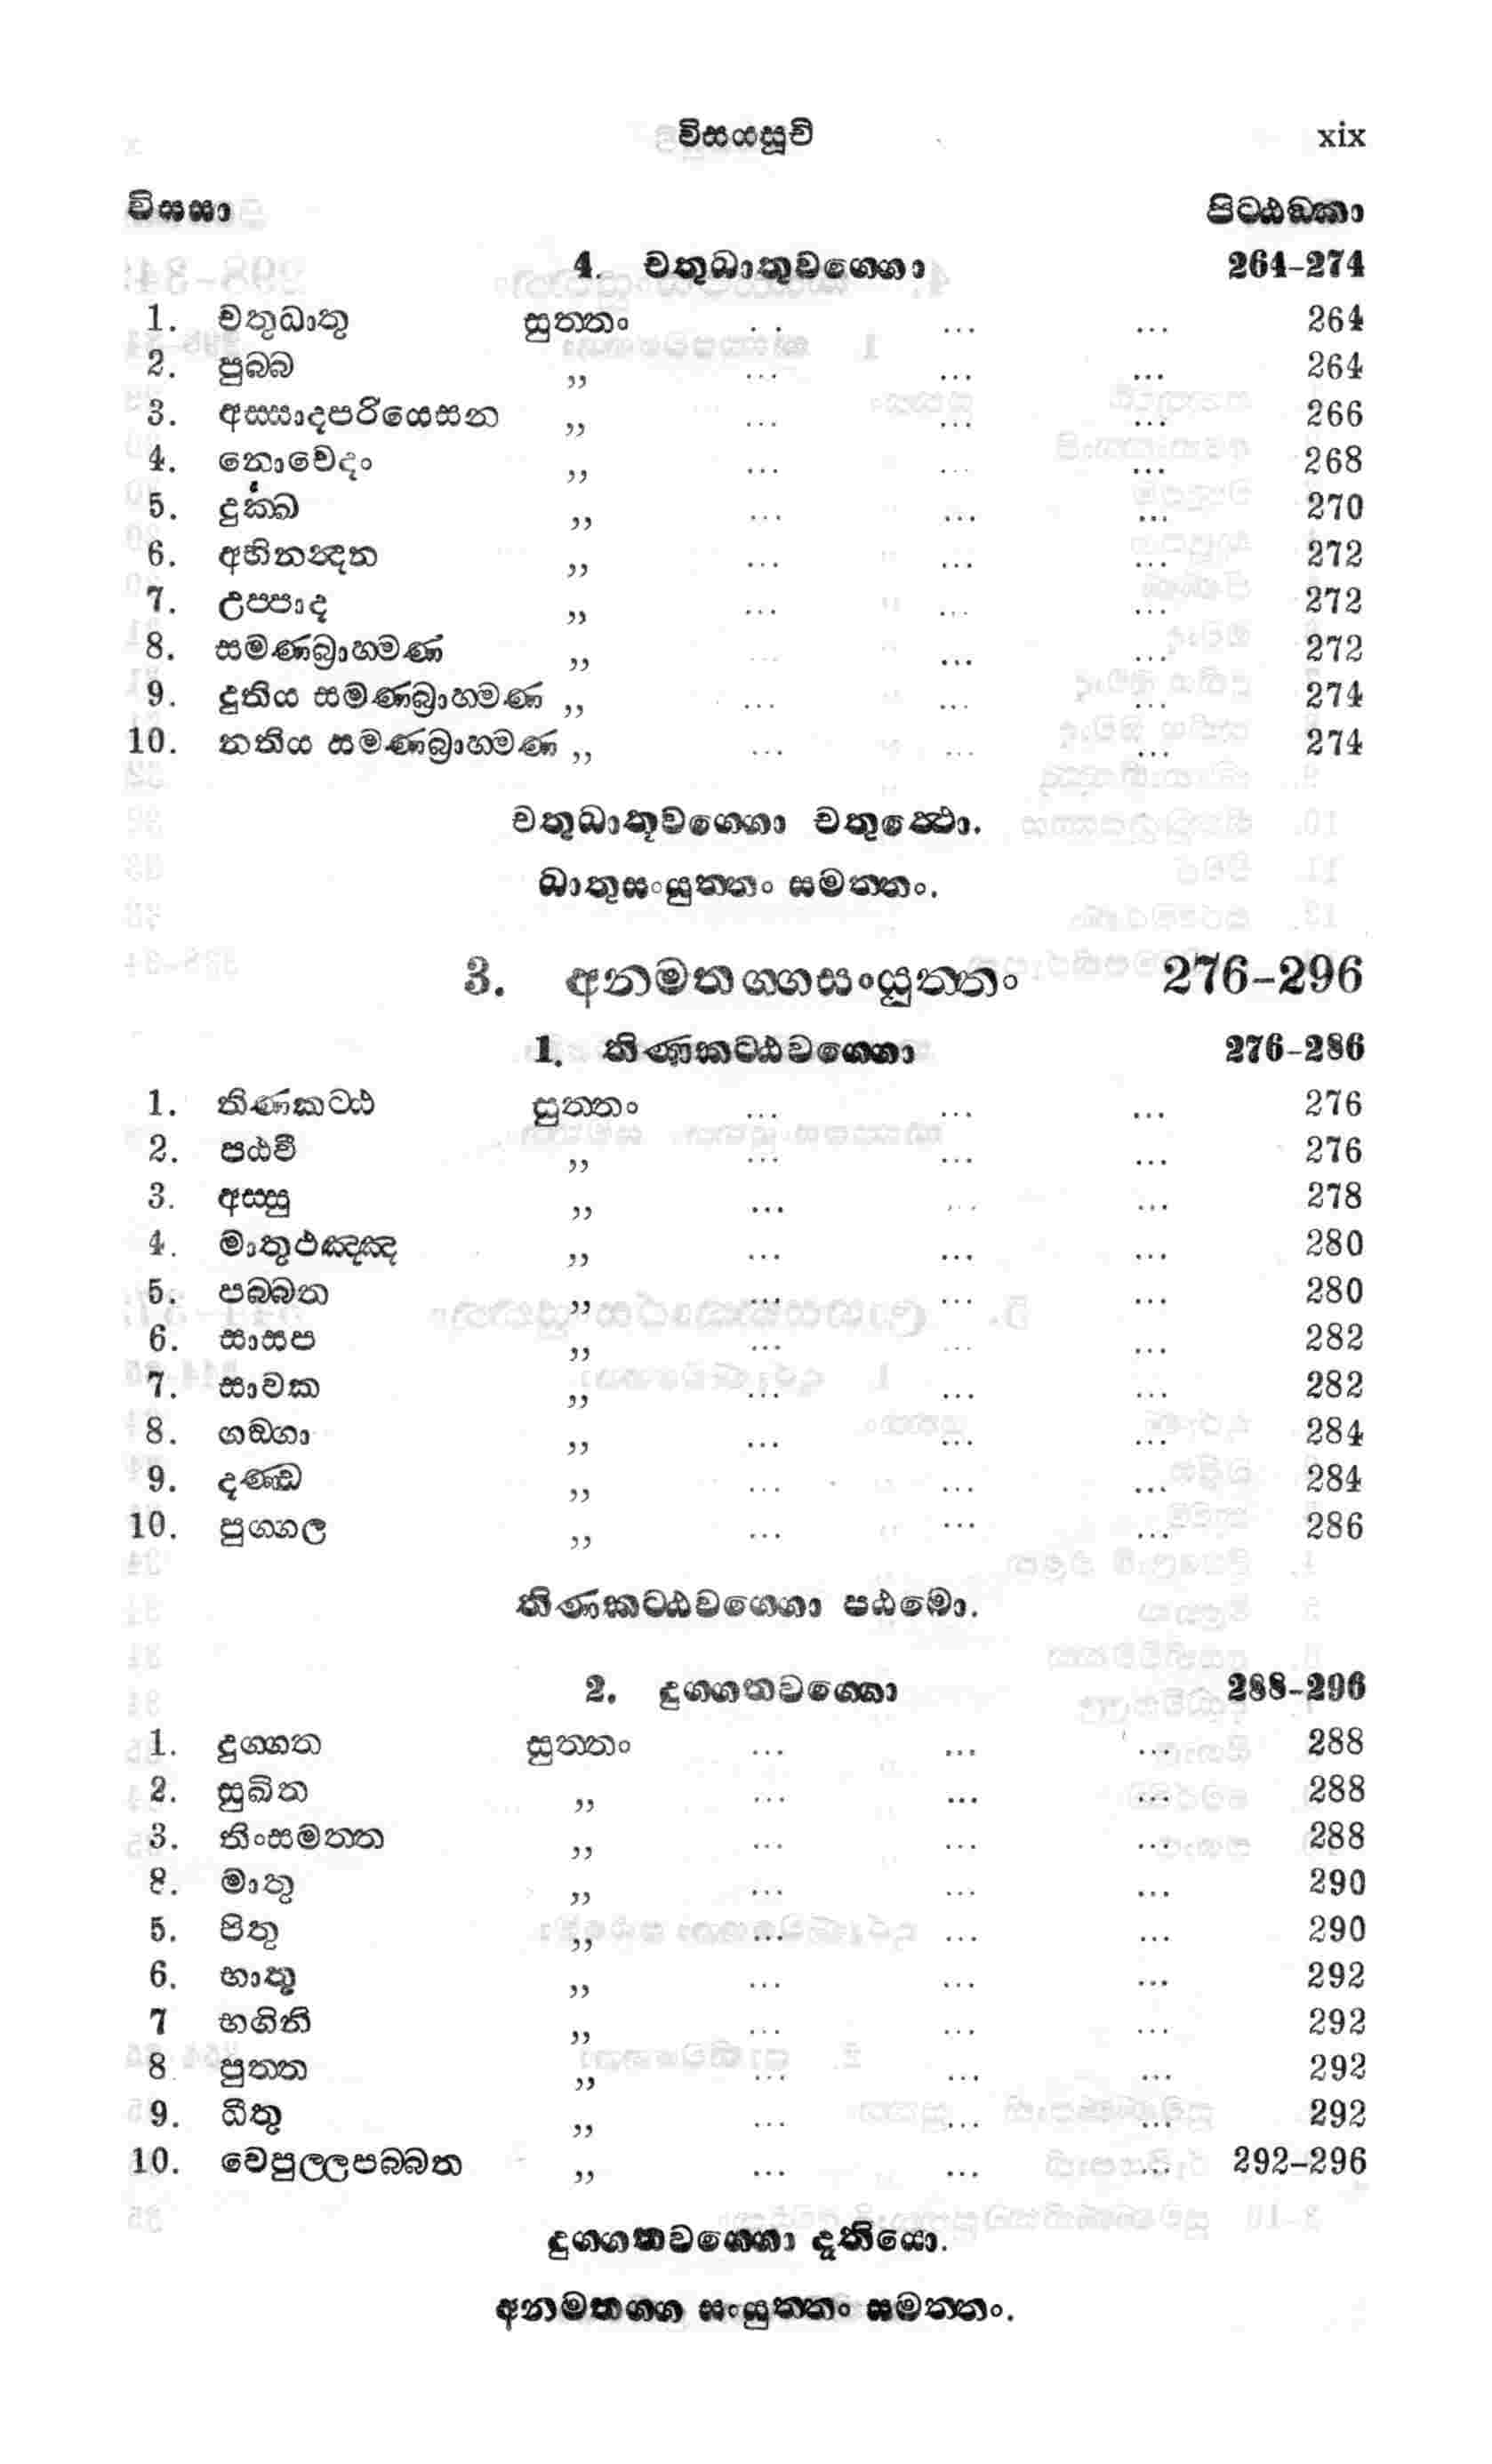 විසයසූචි xix
විසයා පිට්ඨඞ්කා
4. චතුධාතුවග්ගො 264-274
1. චතුධාතු සුත්තං ... ... ... 264
2. පුබ්බ ,, ... ... ... 264
3. අස්සාදපරියෙසන ,, ... ... ... 266
4. නොචෙදං ,, ... ... ... 268
5. දුක්ඛ ,, ... ... ... 270
6. අභිනන්‍දන ,, ... ... ... 272
7. උප්පාද ,, ... ... ... 272
8. සමණබ්‍රාහ්මණ ,, ... ... ... 272
9. දුතිය සමණබ්‍රාහ්මණ ,, ... ... ... 274
10. තතිය සමණබ්‍රාහ්මණ ,, ... ... ... 274
චතුධාතූවග්ගො චතුත්‍ථො.
ධාතුසංයුත්තං සමත්තං.
3. අනමතග්ගසංයුත්තං 276-296
1. තිණකට්ඨවග්ගො 276-286
1. තිණකට්ඨ සුත්තං ... ... ... 276
2. පඨවි ,, ... ... ... 276
3. අස්සු ,, ... ... ... 278
4. මාතුථඤ්ඤ ,, ... ... ... 280
5. පබ්බත ,, ... ... ... 280
6. සාසප ,, ... ... ... 282
7. සාවක ,, ... ... ... 282
8. ගඞ්ගා ,, ... ... ... 284
9. දණ්ඩ ,, ... ... ... 284
10. පුග්ගල ,, ... ... ... 286
තිණකට්ඨවග්ගො පඨමො.
2. දුග්ගතවග්ගො 288-296
1. දුග්ගත සුත්තං ... ... ... 288
2. සුඛිත ,, ... ... ... 288
3. තිංසමත්ත ,, ... ... ... 288
8. මාතු ,, ... ... ... 290
5. පිතු ,, ... ... ... 290
6. භාතූ ,, ... ... ... 292
7 භගිනි ,, ... ... ... 292
8 පුත්ත ,, ... ... ... 292
9. ධීතු ,, ... ... ... 292
10. වෙපුල්ලපබ්බත ,, ... ... ... 292-296
දුග්ගතවග්ගො දූතියො.
අනමතග්ග සංයුත්තං සමත්තං.